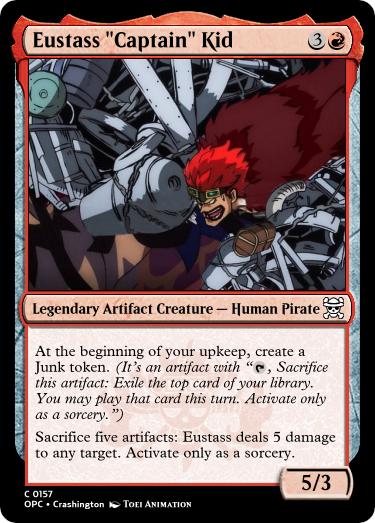 Eustass "Captain" Kid 3
Legendary Artifact Creature — Human Pirate
At the beginning of your upkeep, create a
Junk token. (It's an artifact with “, Sacrifice
this artifact: Exile the top card of your library.
You may play that card this turn. Activate only
as a sorcery.”)
Sacrifice five artifacts: Eustass deals 5 damage
to any target. Activate only as a sorcery.
5/3
C 0157
OPC • Crashington Toei Animation